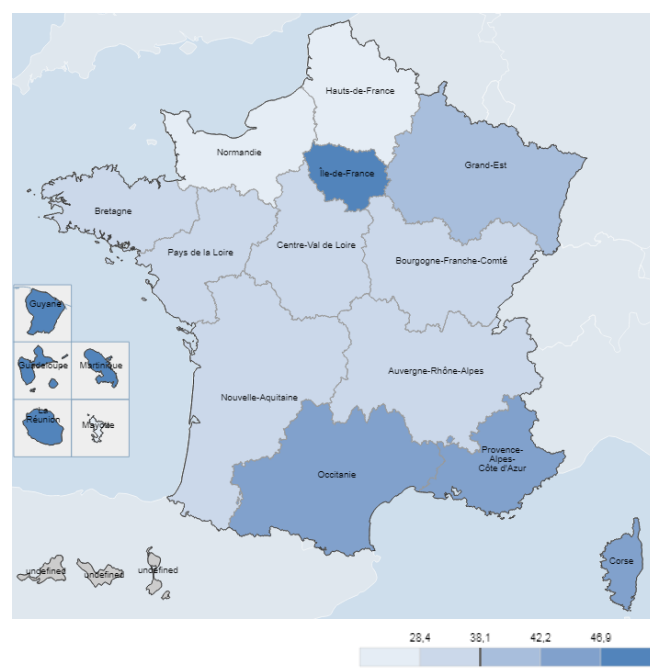 Hauts-de-France
Normandie
Île-de-France
Grand-Est
Bretagne
Pays de la Loire
Centre-Val de Loire
Bourgogne-Franche-Comté
Guyane
Guadeloupe
Martinique
Auvergne-Rhône-Alpes
Nouvelle-Aquitaine
La
Réunion
Mayotte
Provence-
Alpes-
Côte d'Azur
Occitanie
Corse
undefined
undefined
undefined
28,4 38,1 42,2 46,9